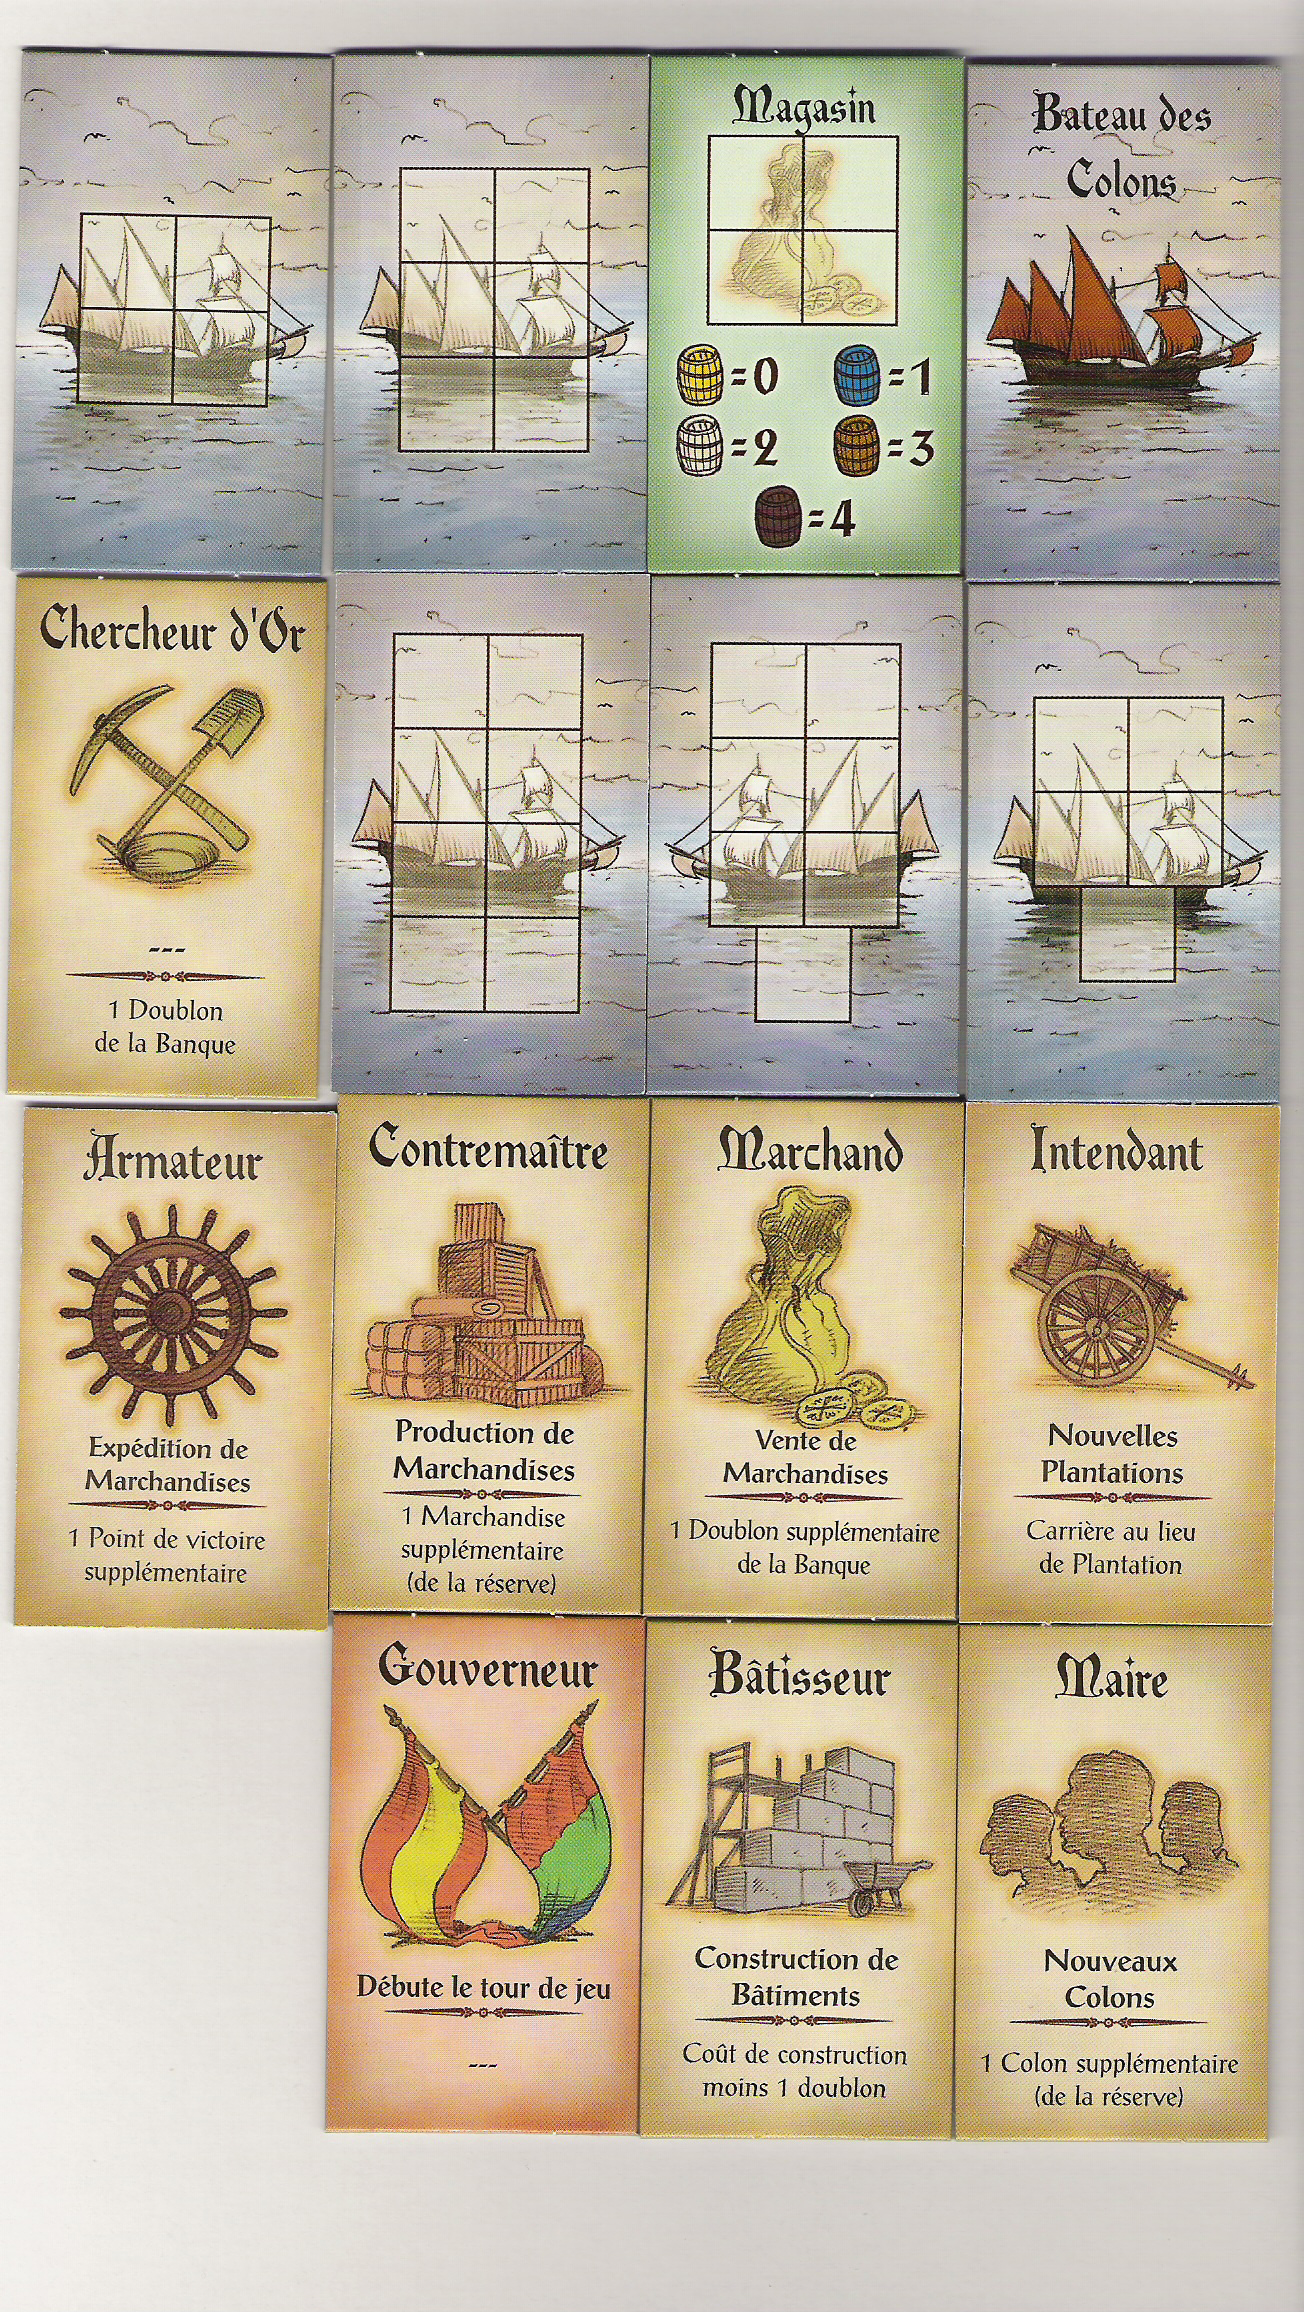 Magasin
=0
=1
=2
=3
=4
Bateau des
Colons
Chercheur d'Or
---
1 Doublon
de la Banque
Armateur
Expédition de
Marchandises
1 Point de victoire
supplémentaire
Contremaître
Production de
Marchandises
1 Marchandise
supplémentaire
(de la réserve)
Marchand
Vente de
Marchandises
1 Doublon supplémentaire
de la Banque
Intendant
Nouvelles
Plantations
Carrière au lieu
de Plantation
Gouverneur
Débute le tour de jeu
---
Bâtisseur
Construction de
Bâtiments
Coût de construction
moins 1 doublon
Maire
Nouveaux
Colons
1 Colon supplémentaire
(de la réserve)